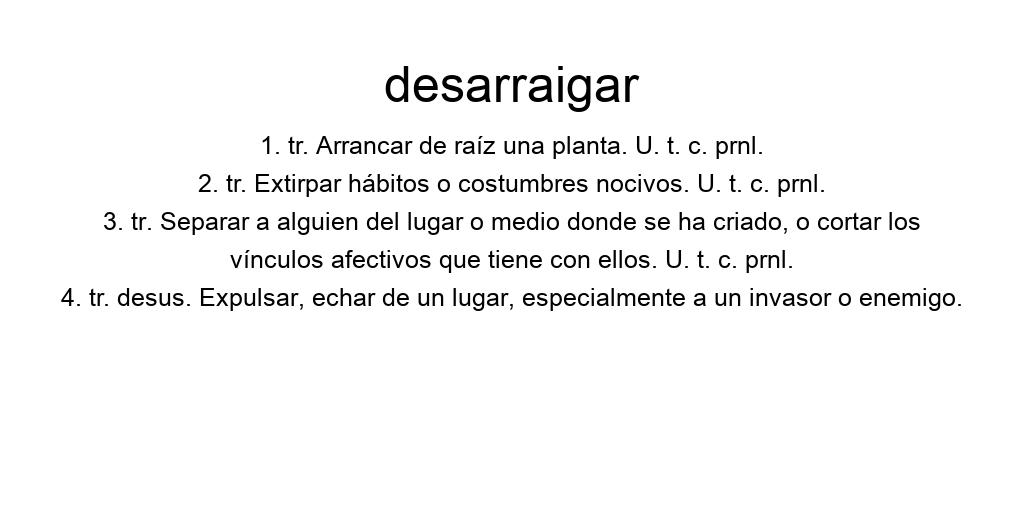 desarraigar
1. tr. Arrancar de raíz una planta. U. t. c. prnl.
2. tr. Extirpar hábitos o costumbres nocivos. U. t. c. prnl.
3. tr. Separar a alguien del lugar o medio donde se ha criado, o cortar los
vínculos afectivos que tiene con ellos. U. t. c. prnl.
4. tr. desus. Expulsar, echar de un lugar, especialmente a un invasor o enemigo.